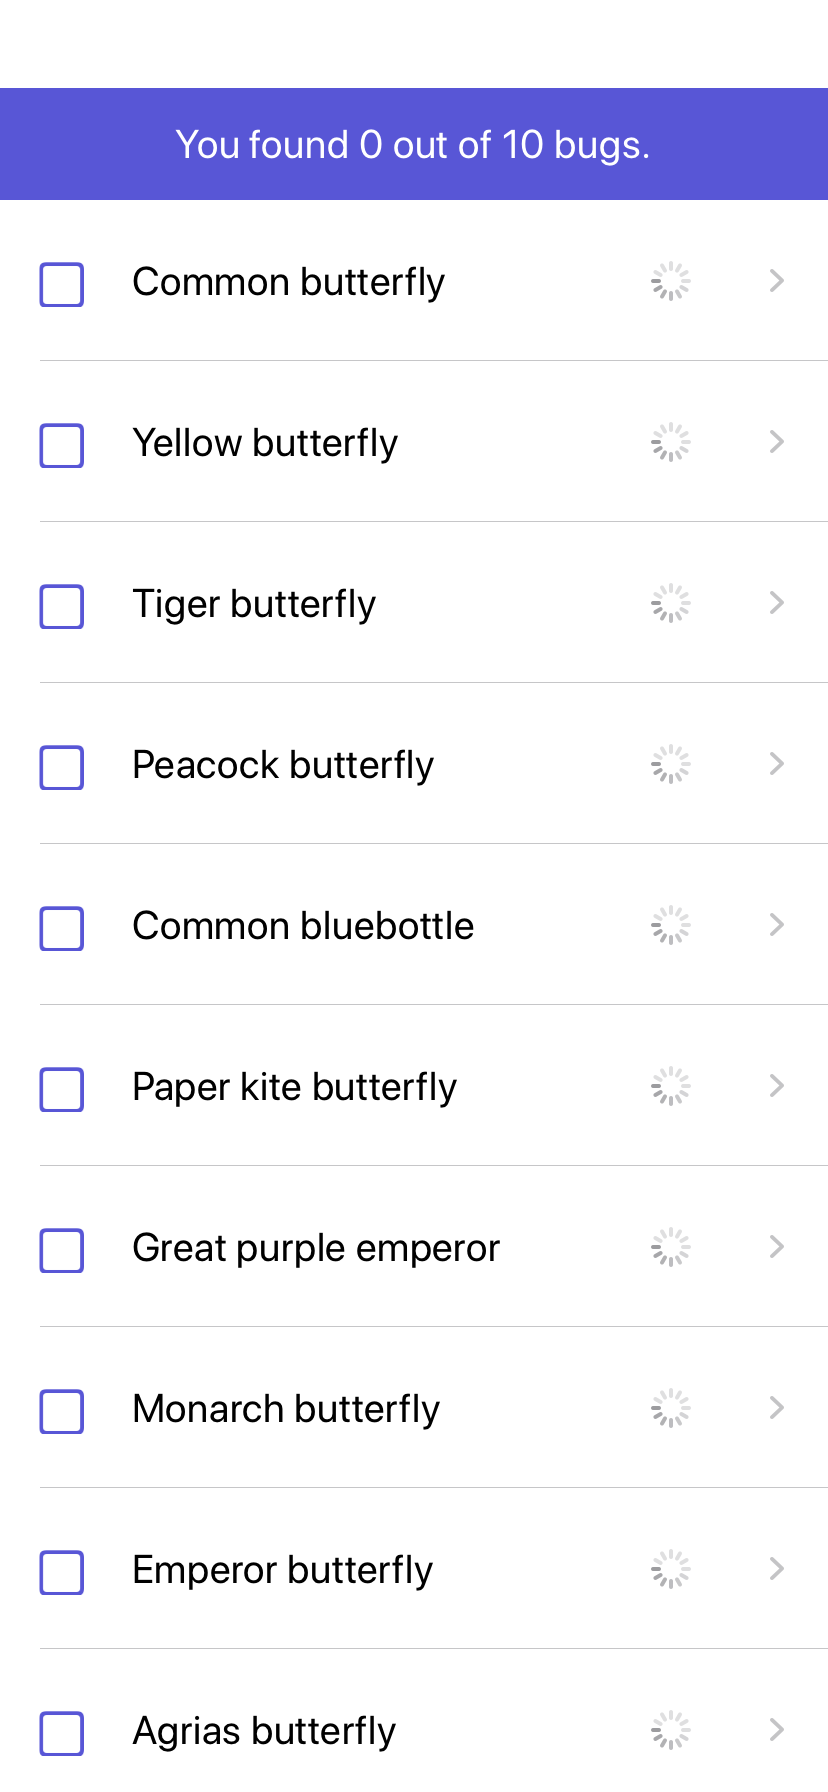 You found 0 out of 10 bugs.
Common butterfly
Yellow butterfly
Tiger butterfly
Peacock butterfly
Common bluebottle
Paper kite butterfly
Great purple emperor
Monarch butterfly
Emperor butterfly
Agrias butterfly